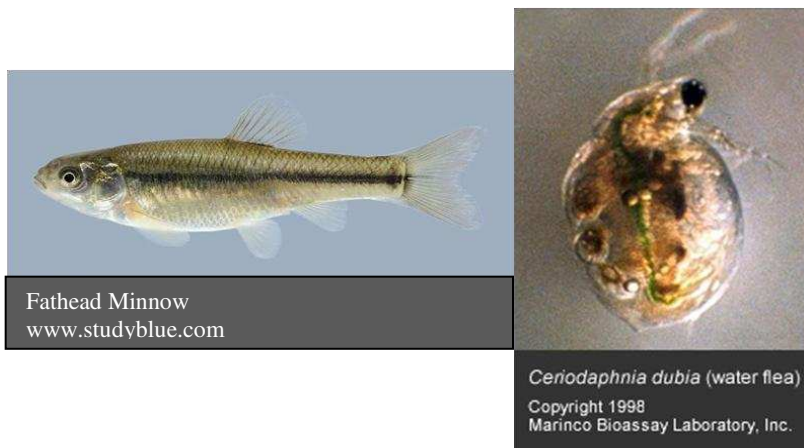 Fathead Minnow
www.studyblue.com
Ceriodaphnia dubia (water flea)
Copyright 1998
Marinco Bioassay Laboratory, Inc.